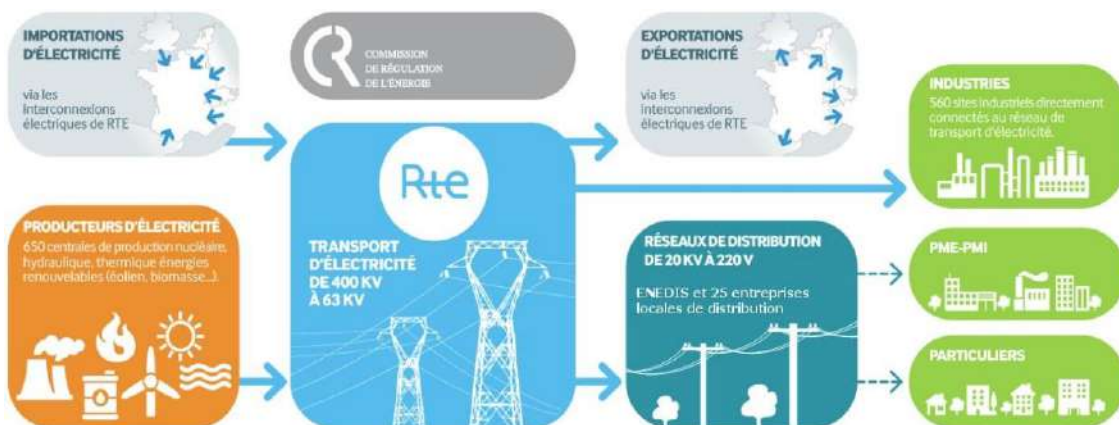 IMPORTATIONS
D'ÉLECTRICITÉ
via les
interconnexions
électriques de RTE
COMMISSION
DE RÉGULATION
DE L'ÉNERGIE
EXPORTATIONS
D'ÉLECTRICITÉ
via les
interconnexions
électriques de RTE
INDUSTRIES
560 sites industriels directement
connectés au réseau de
transport d'électricité.
Rte
PRODUCTEURS D'ÉLECTRICITÉ
650 centrales de production nucléaire,
hydraulique, thermique énergies
renouvelables (éolien, biomasse...).
TRANSPORT
D'ÉLECTRICITÉ
DE 400 KV
À 63 KV
RÉSEAUX DE DISTRIBUTION
DE 20 KV À 220 V
ENEDIS et 25 entreprises
locales de distribution
PME-PMI
PARTICULIERS